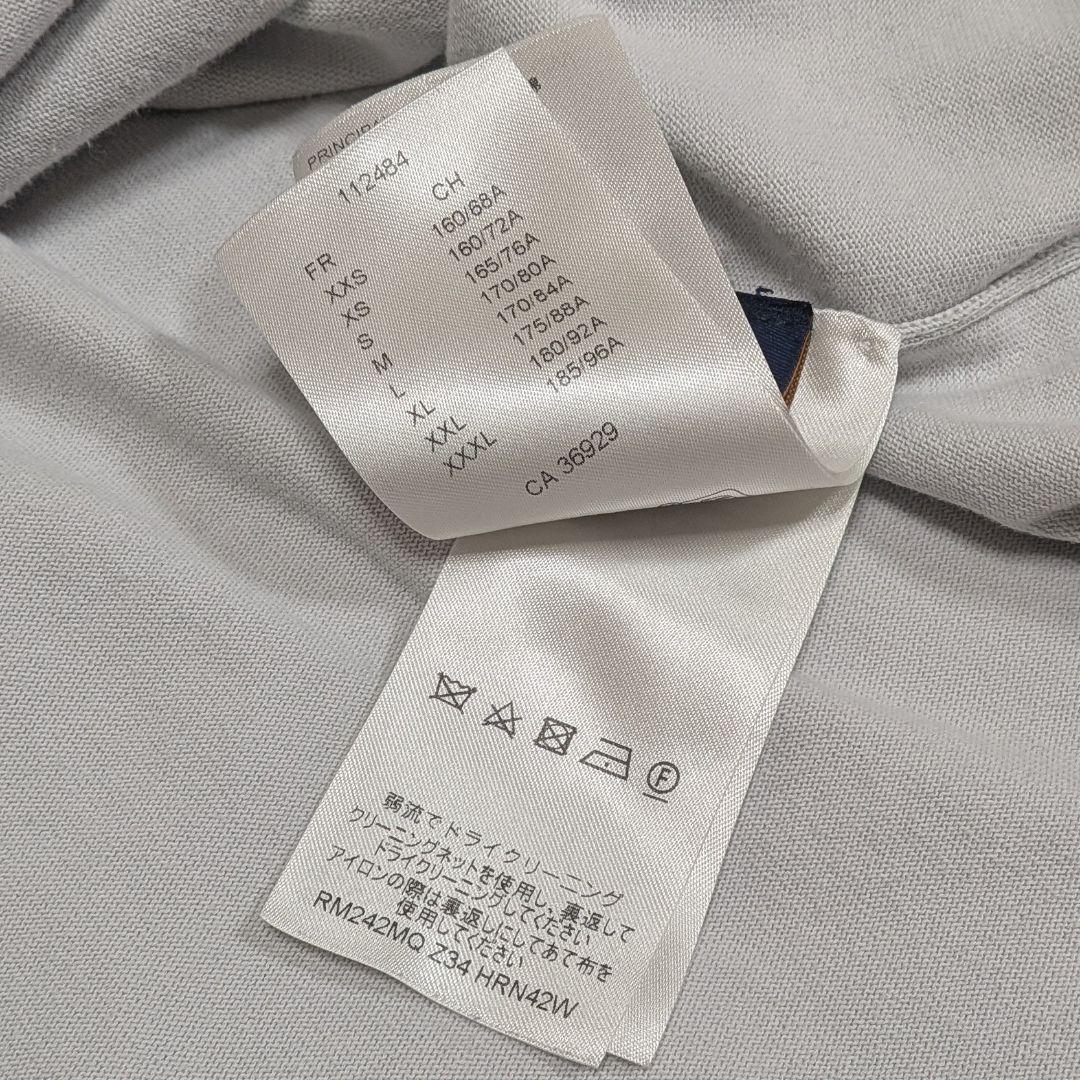 PRINCIPA
112484
FR CH
XXS 160/68A
XS 160/72A
S 165/76A
M 170/80A
L 170/84A
XL 175/88A
XXL 180/92A
XXXL 185/96A
CA 36929
F
弱流でドライクリーニング
クリーニングネットを使用し、裏返して
ドライクリーニングしてください
アイロンの際は裏返しにしてあて布を
使用してください
RM242MQ Z34 HRN42W